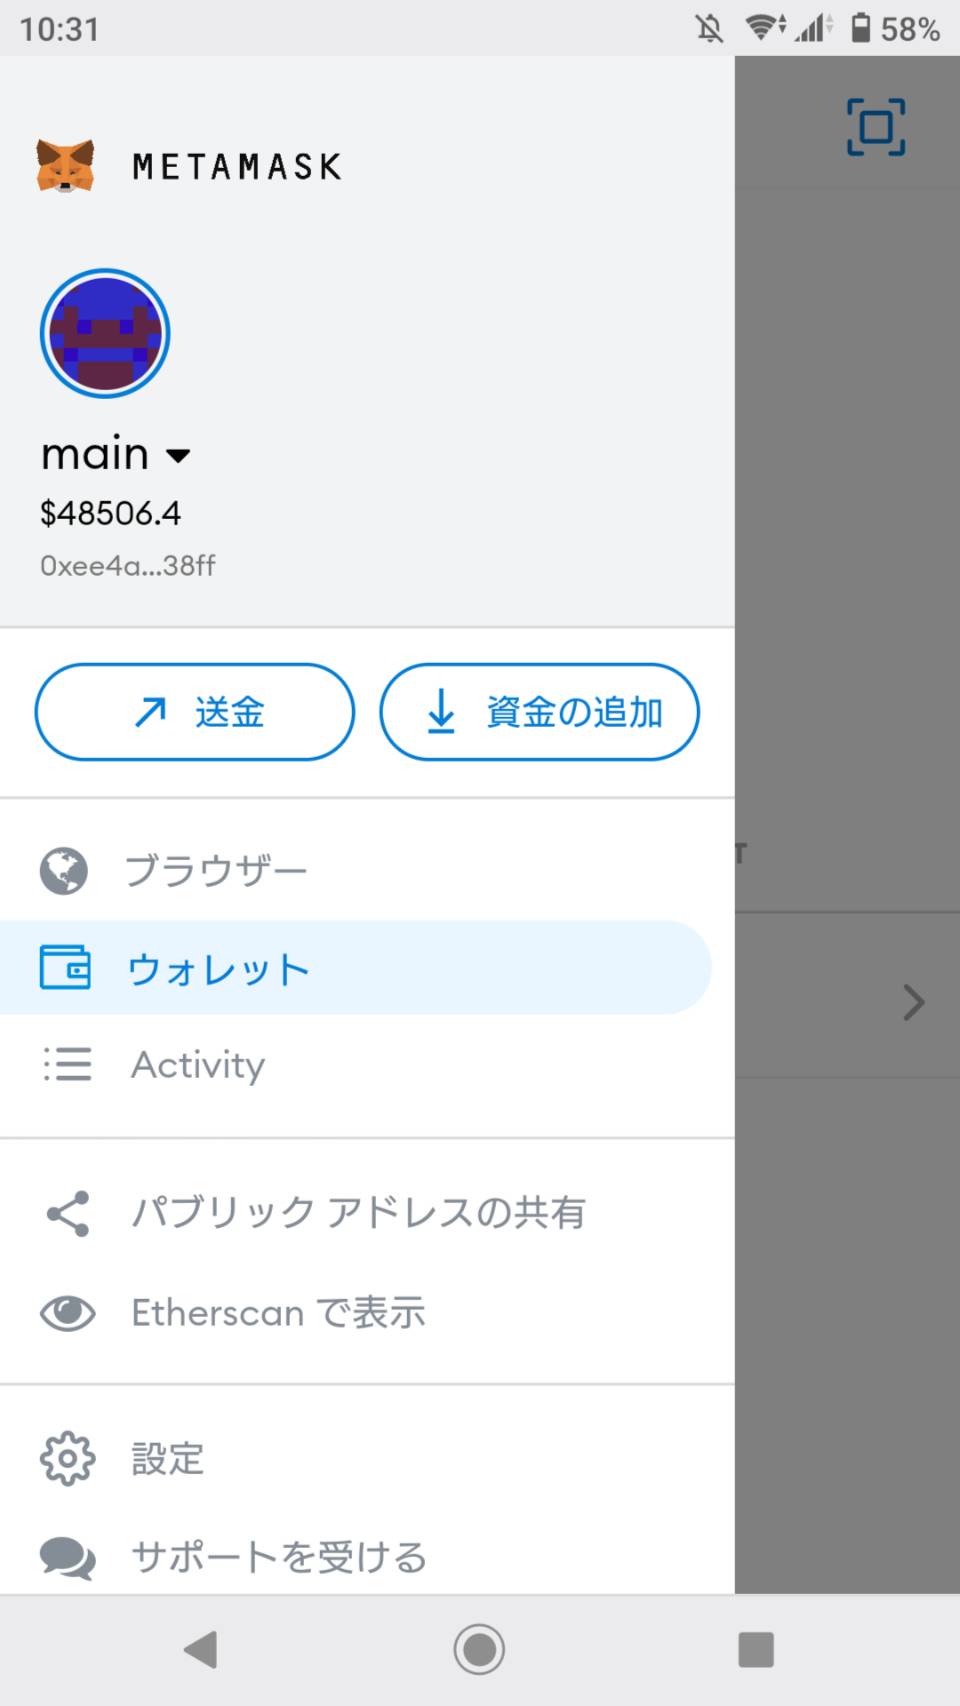 10:31
58%
METAMASK
main
$48506.4
0xee4a...38ff
送金
資金の追加
ブラウザー
T
ウォレット
Activity
パブリック アドレスの共有
Etherscan で表示
設定
サポートを受ける